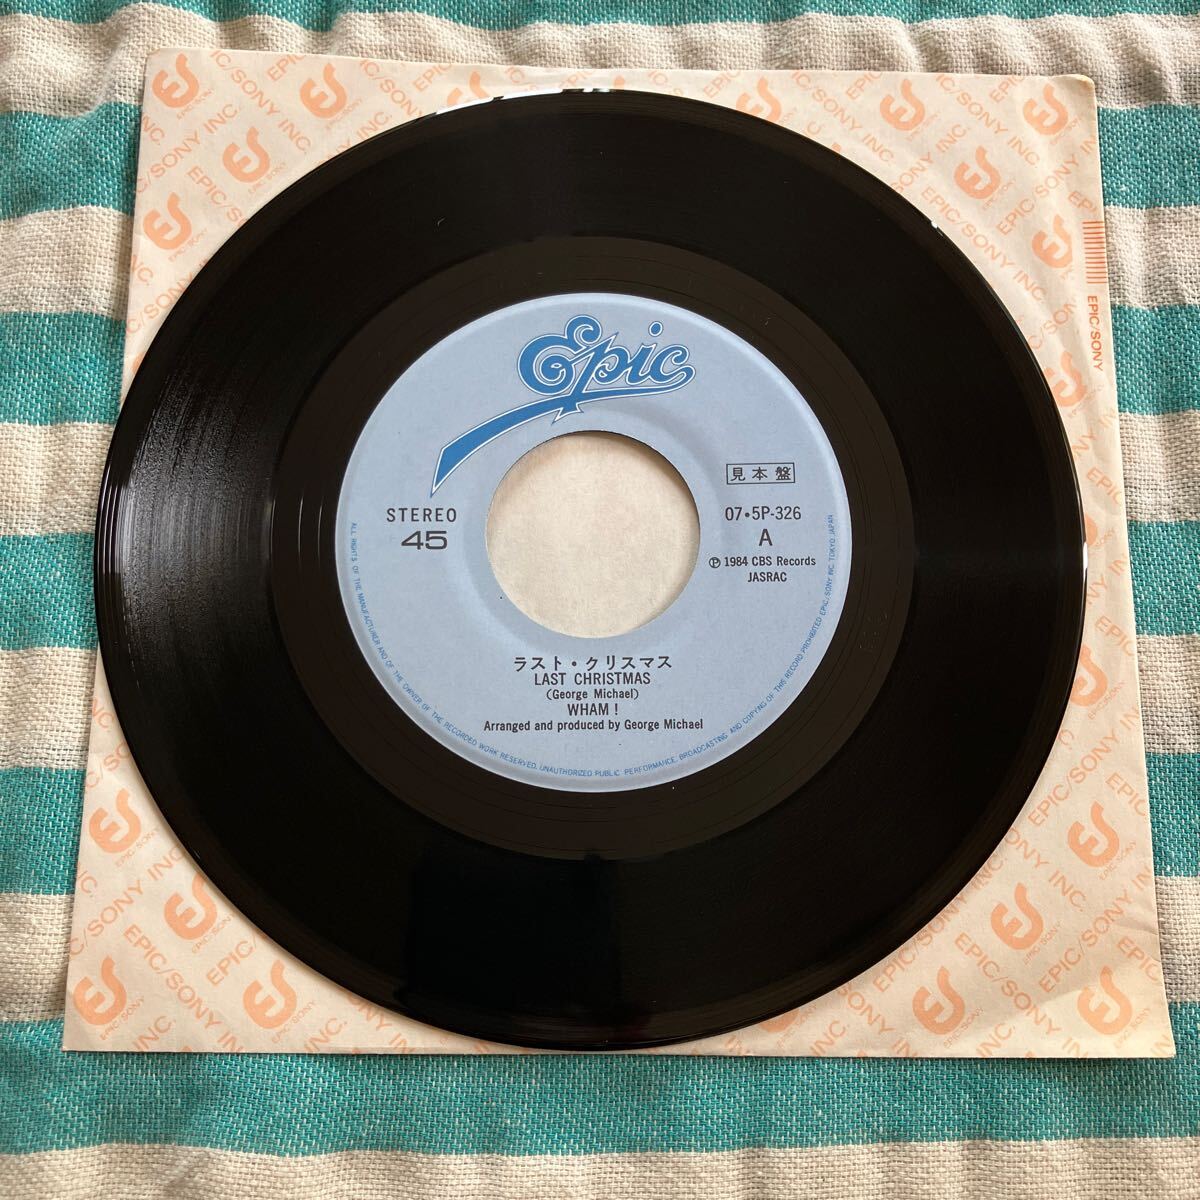 Epic
見本盤
STEREO
45
07•5P-326
A
Ⓟ 1984 CBS Records
JASRAC
ラスト・クリスマス
LAST CHRISTMAS
(George Michael)
WHAM!
Arranged and produced by George Michael
ALL RIGHTS OF THE MANUFACTURER AND OF THE OWNER OF THE RECORDED WORK RESERVED. UNAUTHORIZED PUBLIC PERFORMANCE, BROADCASTING AND COPYING OF THIS RECORD PROHIBITED EPIC/SONY INC. TOKYO JAPAN
EPIC/SONY
EPIC/SONY INC.